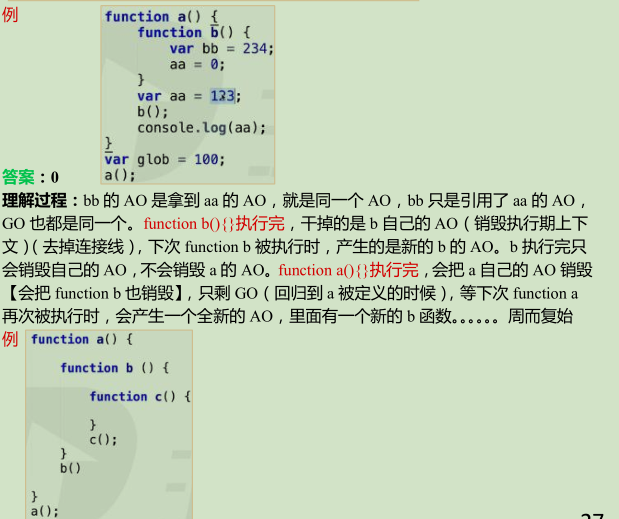 例
function a() {
function b() {
var bb = 234;
aa = 0;
}
var aa = 123;
b();
console.log(aa);
}
var glob = 100;
a();
答案：0
理解过程：bb 的 AO 是拿到 aa 的 AO，就是同一个 AO，bb 只是引用了 aa 的 AO，
GO 也都是同一个。function b(){}执行完，干掉的是 b 自己的 AO（销毁执行期上下
文）（去掉连接线），下次 function b 被执行时，产生的是新的 b 的 AO。b 执行完只
会销毁自己的 AO，不会销毁 a 的 AO。function a(){}执行完，会把 a 自己的 AO 销毁
【会把 function b 也销毁】，只剩 GO（回归到 a 被定义的时候），等下次 function a
再次被执行时，会产生一个全新的 AO，里面有一个新的 b 函数。。。。。。周而复始
例
function a() {
function b () {
function c() {
}
c();
}
b()
}
a();